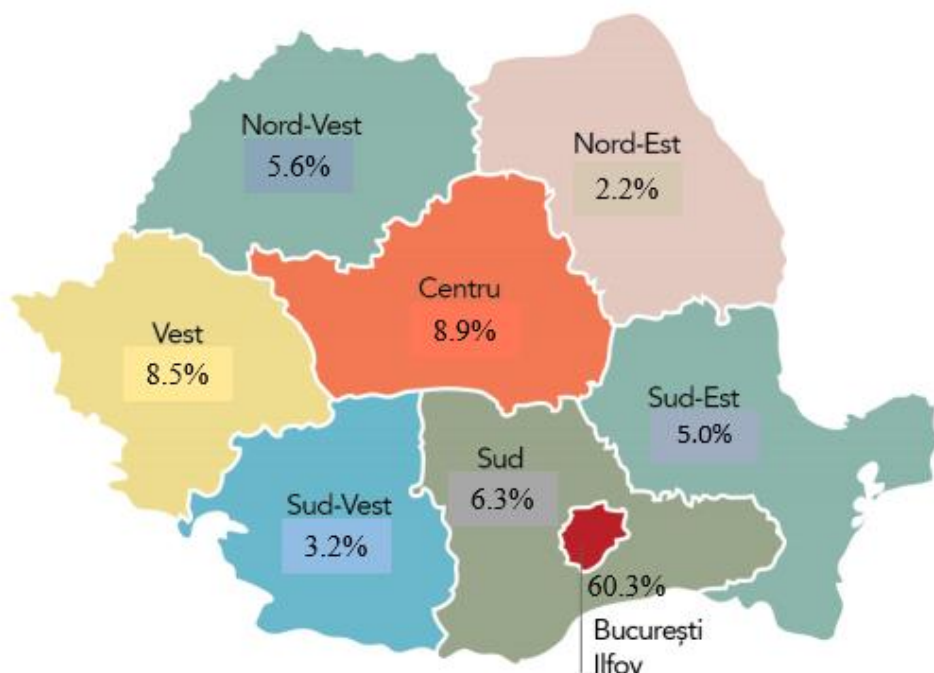 Nord-Vest
5.6%
Nord-Est
2.2%
Centru
8.9%
Vest
8.5%
Sud-Est
5.0%
Sud
6.3%
Sud-Vest
3.2%
60.3%
București
Ilfov